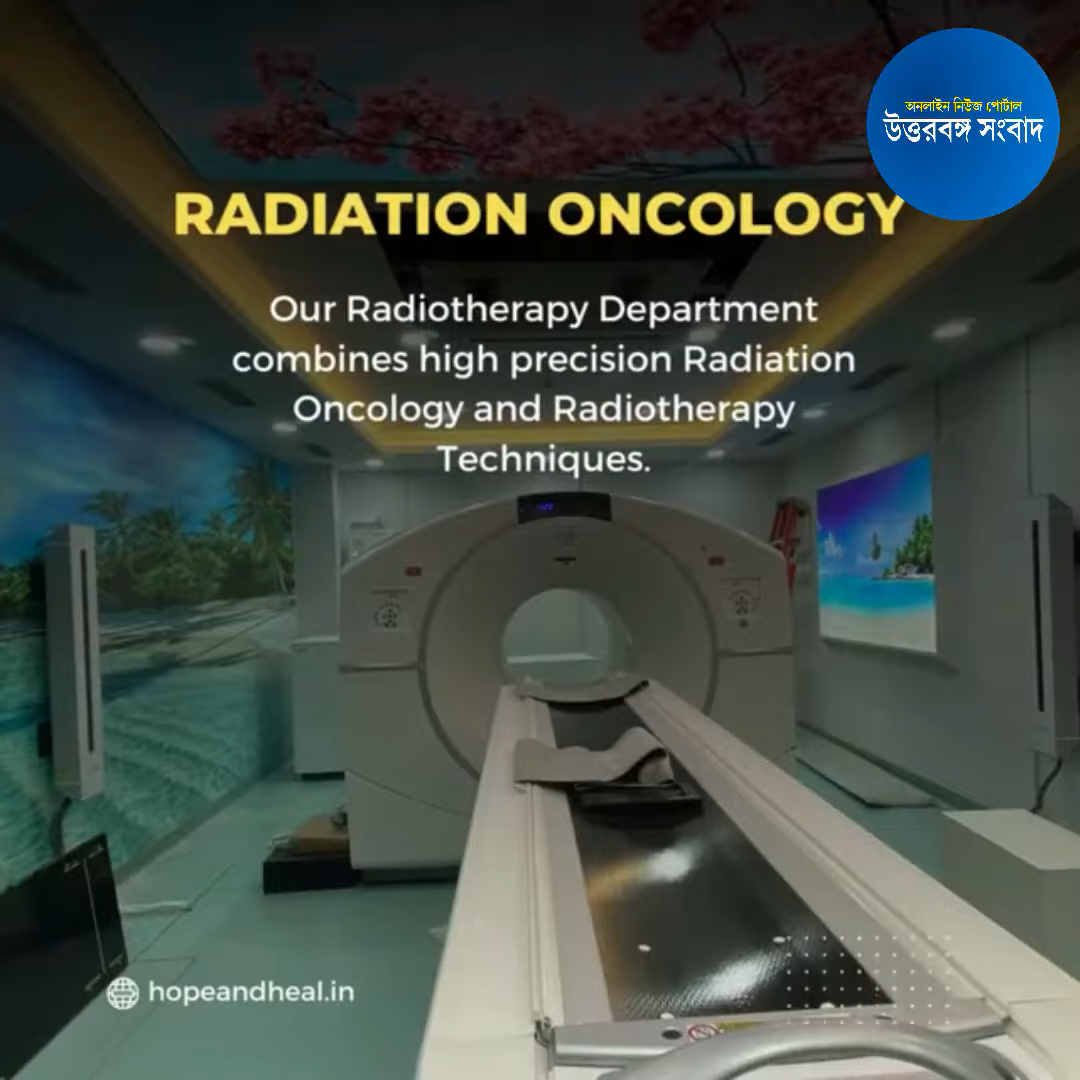 অনলাইন নিউজ পোর্টাল
উত্তরবঙ্গ সংবাদ
RADIATION ONCOLOGY
Our Radiotherapy Department
combines high precision Radiation
Oncology and Radiotherapy
Techniques.
hopeandheal.in